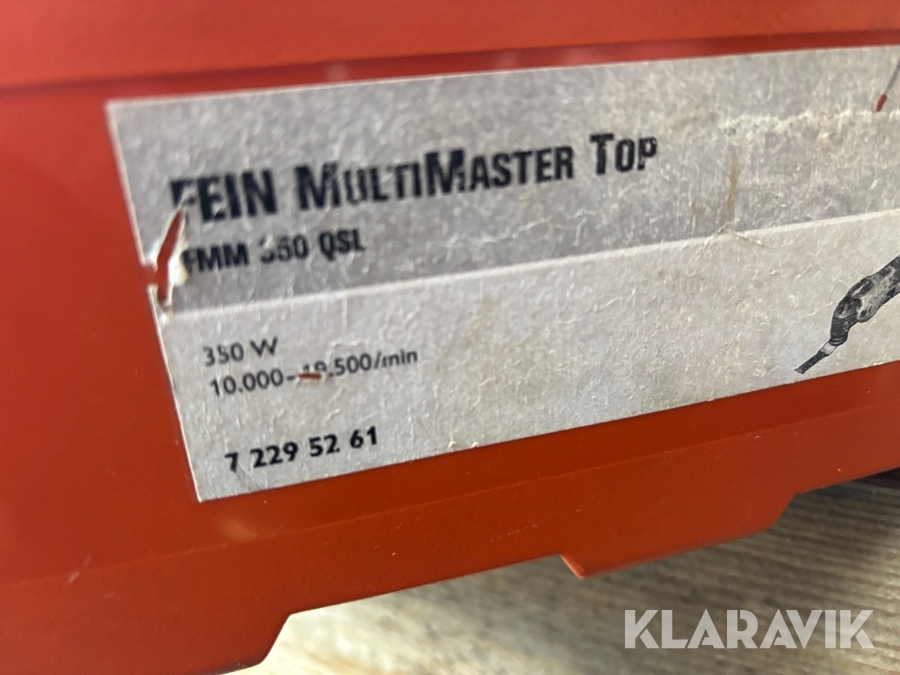 FEIN MULTIMASTER TOP
FMM 350 QSL
350 W
10.000–19.500/min
7 229 52 61
KLARAVIK